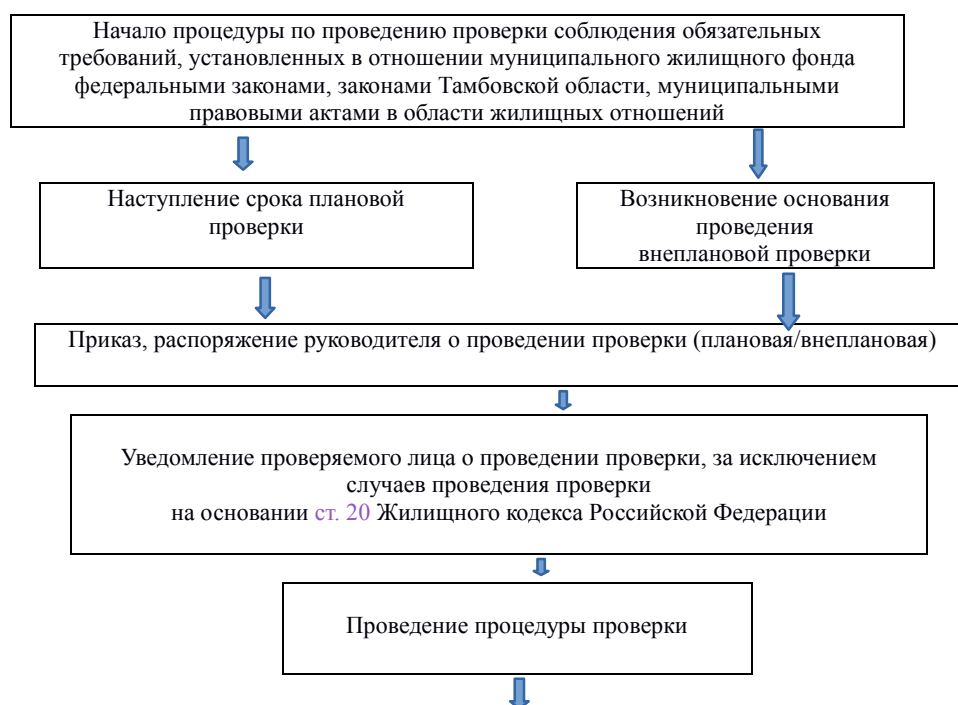 Начало процедуры по проведению проверки соблюдения обязательных
требований, установленных в отношении муниципального жилищного фонда
федеральными законами, законами Тамбовской области, муниципальными
правовыми актами в области жилищных отношений
Наступление срока плановой
проверки
Возникновение основания
проведения
внеплановой проверки
Приказ, распоряжение руководителя о проведении проверки (плановая/внеплановая)
Уведомление проверяемого лица о проведении проверки, за исключением
случаев проведения проверки
на основании ст. 20 Жилищного кодекса Российской Федерации
Проведение процедуры проверки